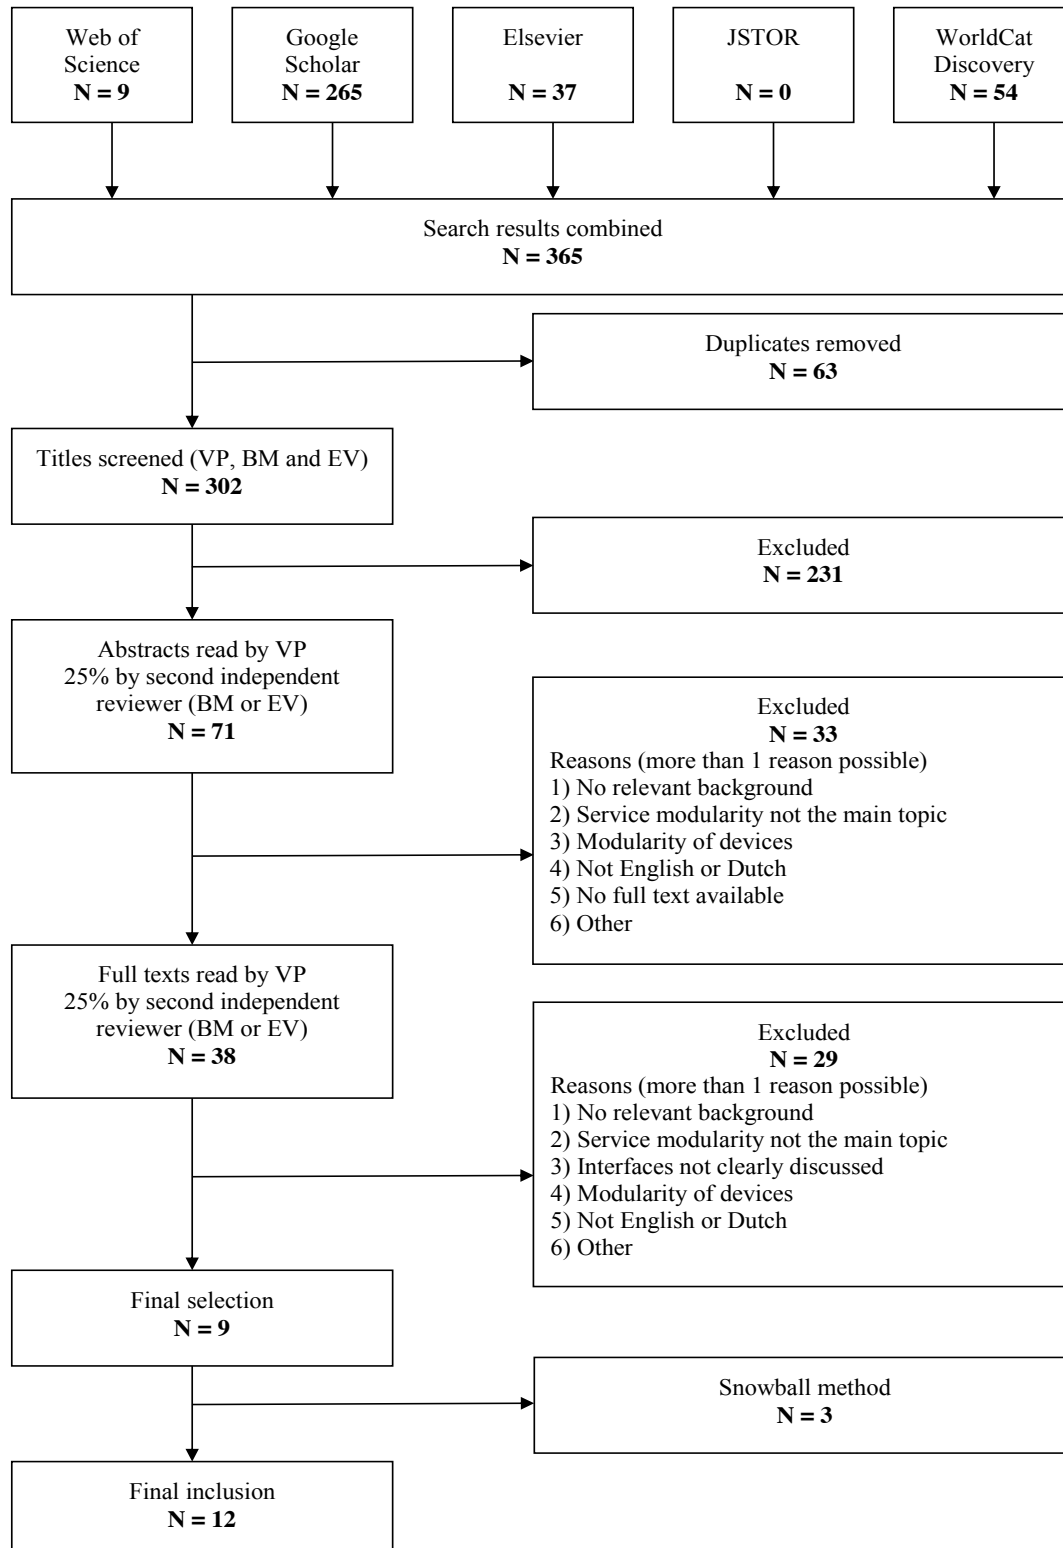 Web of
Science
N = 9
Google
Scholar
N = 265
Elsevier
N = 37
JSTOR
N = 0
WorldCat
Discovery
N = 54
Search results combined
N = 365
Duplicates removed
N = 63
Titles screened (VP, BM and EV)
N = 302
Excluded
N = 231
Abstracts read by VP
25% by second independent
reviewer (BM or EV)
N = 71
Excluded
N = 33
Reasons (more than 1 reason possible)
1) No relevant background
2) Service modularity not the main topic
3) Modularity of devices
4) Not English or Dutch
5) No full text available
6) Other
Full texts read by VP
25% by second independent
reviewer (BM or EV)
N = 38
Excluded
N = 29
Reasons (more than 1 reason possible)
1) No relevant background
2) Service modularity not the main topic
3) Interfaces not clearly discussed
4) Modularity of devices
5) Not English or Dutch
6) Other
Final selection
N = 9
Snowball method
N = 3
Final inclusion
N = 12